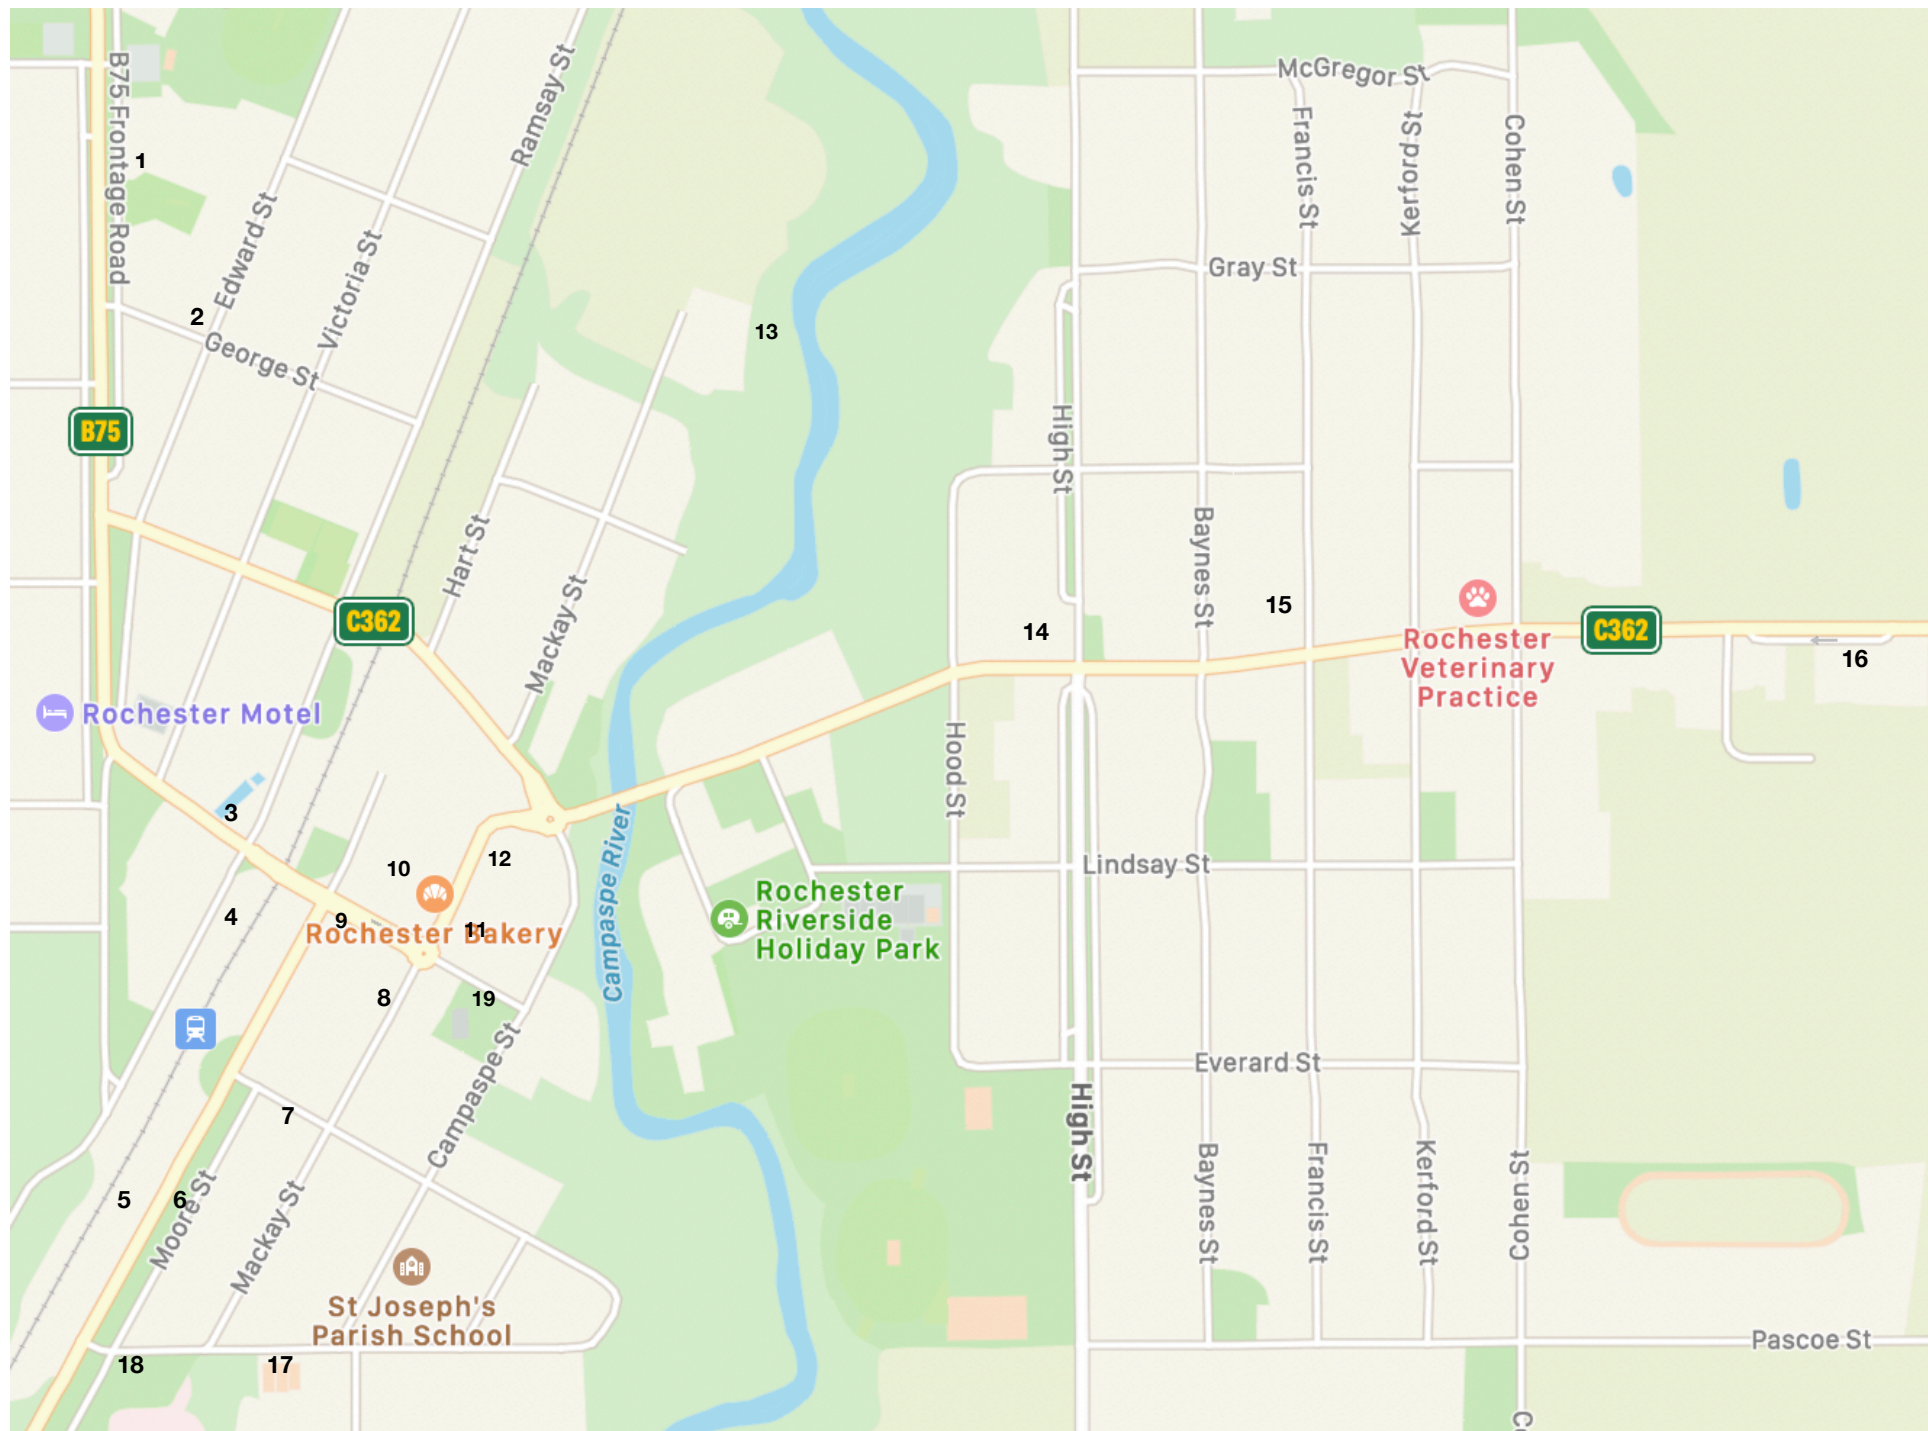 McGregor St
Ramsay St
B75 Frontage Road
Francis St
Kerford St
Cohen St
1
Edward St
Victoria St
Gray St
2
13
George St
B75
High St
Hart St
Baynes St
Mackay St
15
C362
14
C362
Rochester
Veterinary
Practice
16
Rochester Motel
Hood St
3
12
10
Lindsay St
Campaspe River
Rochester
Riverside
Holiday Park
4
9
11
Rochester Bakery
8
19
Campaspe St
Everard St
7
High St
5
6
Moore St
Mackay St
Baynes St
Francis St
Kerford St
Cohen St
St Joseph's
Parish School
Pascoe St
18
17